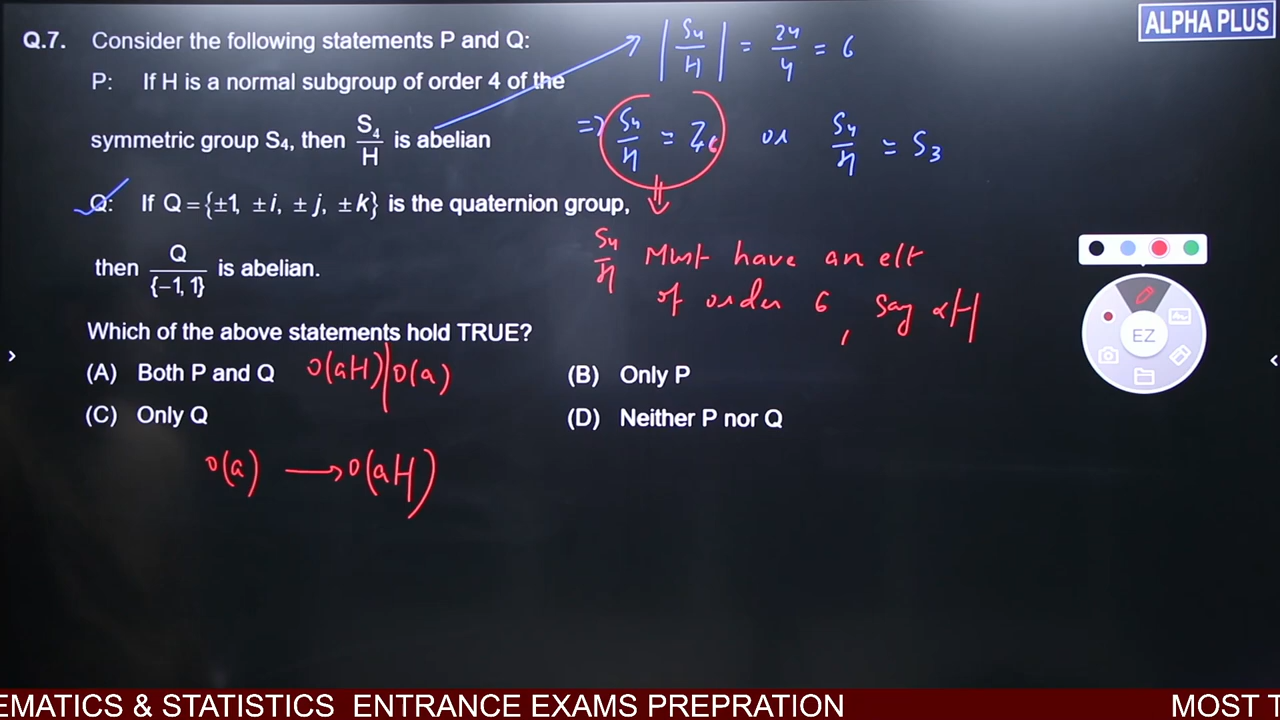 ALPHA PLUS
Q.7. Consider the following statements P and Q:
P: If H is a normal subgroup of order 4 of the
symmetric group S₄, then S₄/H is abelian
Q: If Q = {±1, ±i, ±j, ±k} is the quaternion group,
then Q/{−1, 1} is abelian.
Which of the above statements hold TRUE?
(A) Both P and Q
(B) Only P
(C) Only Q
(D) Neither P nor Q
|S₄/H| = 24/4 = 6
=> S₄/H = Z₆ or S₄/H = S₃
S₄/H Must have an elt
of order 6, say αH
o(aH)|o(a)
o(a) → o(aH)
EZ
EMATICS & STATISTICS ENTRANCE EXAMS PREPRATION
MOST T